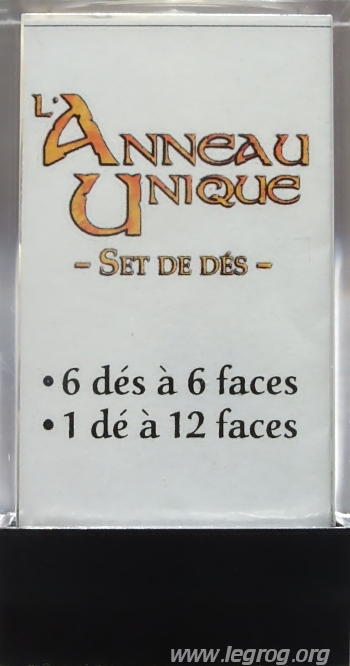 L'Anneau
Unique
- Set de dés -
• 6 dés à 6 faces
• 1 dé à 12 faces
www.legrog.org